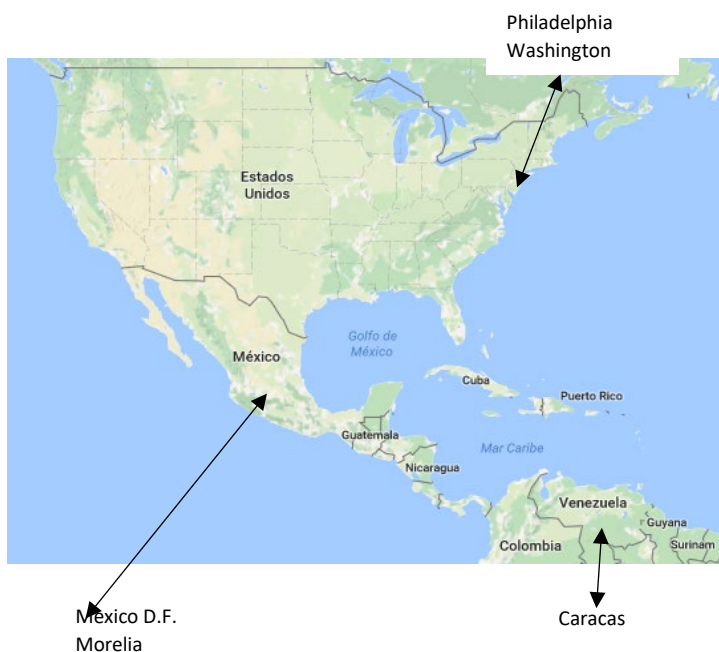 Philadelphia
Washington
Estados
Unidos
Golfo de
México
México
Cuba
Puerto Rico
Guatemala
Mar Caribe
Nicaragua
Venezuela
Guyana
Colombia
Surinam
México D.F.
Morelia
Caracas